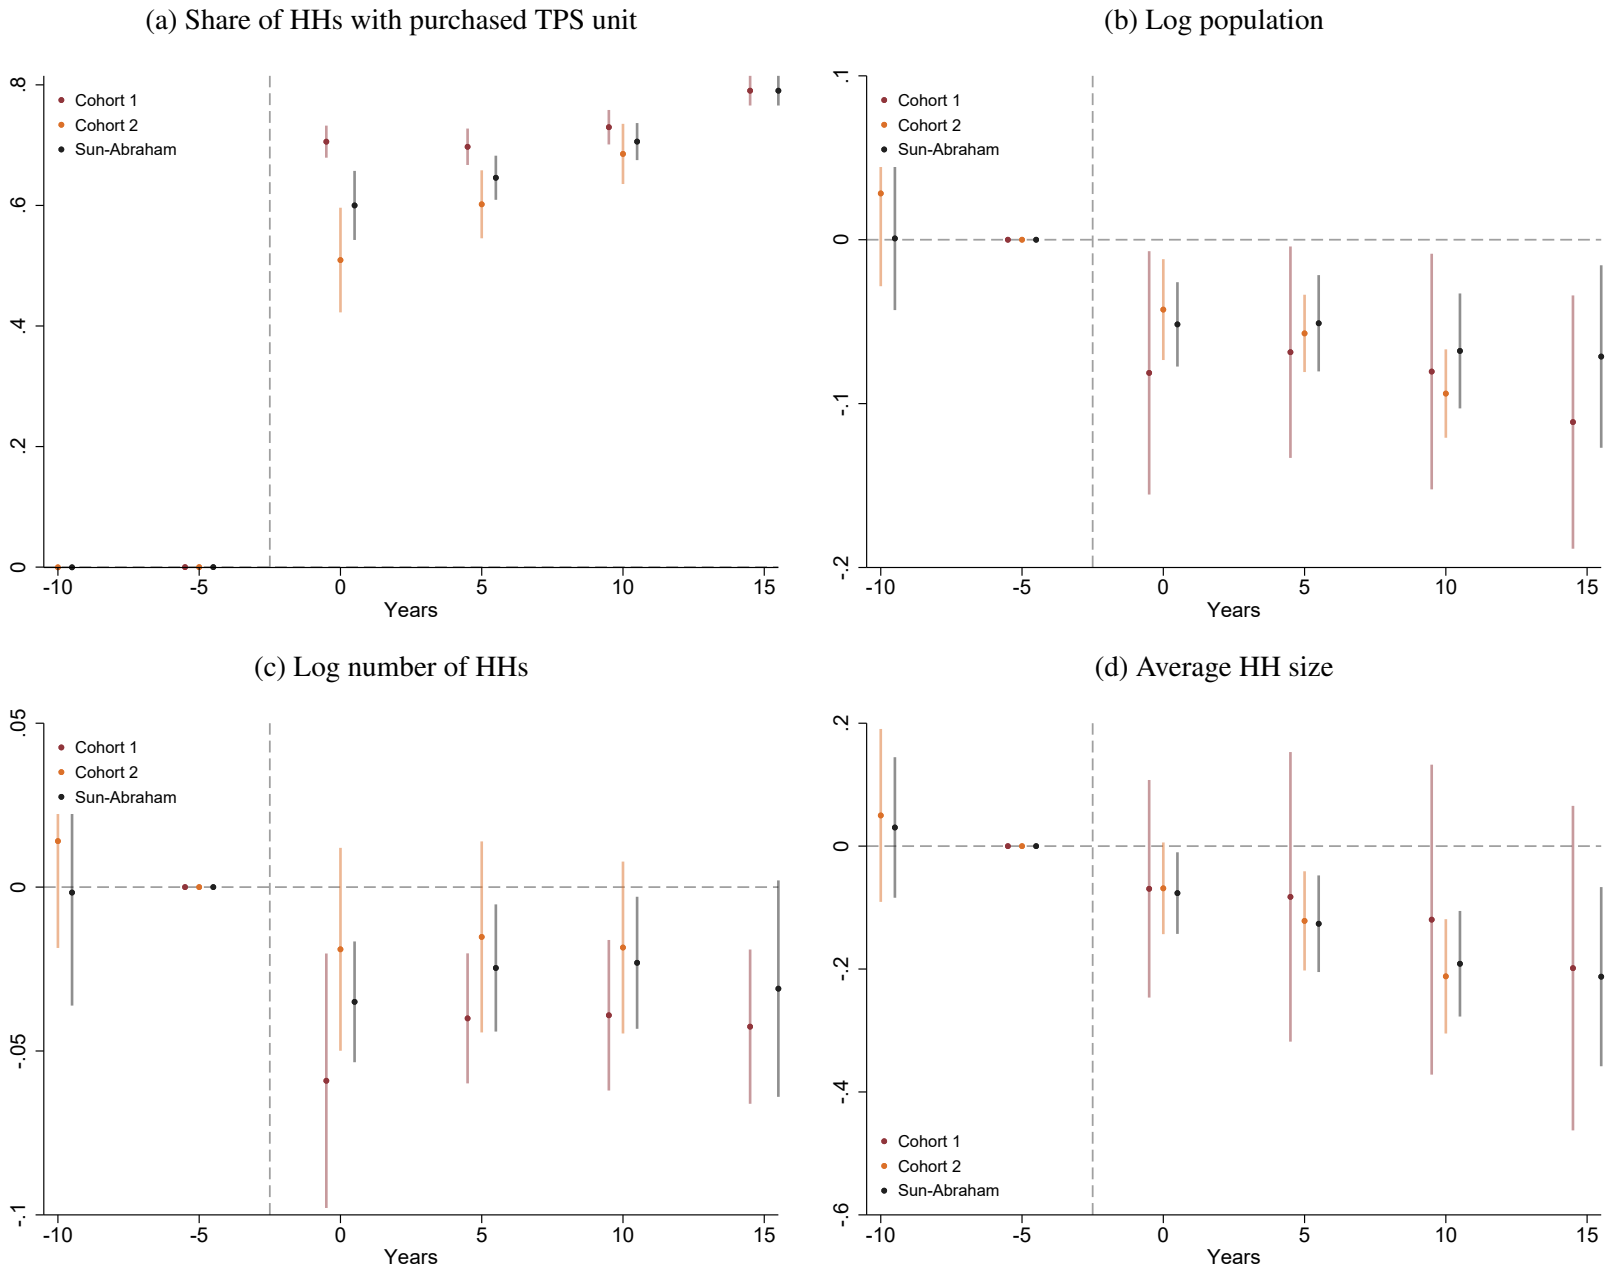 (a) Share of HHs with purchased TPS unit
.8
.6
.4
.2
0
Cohort 1
Cohort 2
Sun-Abraham
-10 -5 0 5 10 15
Years
(b) Log population
.1
0
-.1
-.2
Cohort 1
Cohort 2
Sun-Abraham
-10 -5 0 5 10 15
Years
(c) Log number of HHs
.05
0
-.05
-.1
Cohort 1
Cohort 2
Sun-Abraham
-10 -5 0 5 10 15
Years
(d) Average HH size
.2
0
-.2
-.4
-.6
Cohort 1
Cohort 2
Sun-Abraham
-10 -5 0 5 10 15
Years